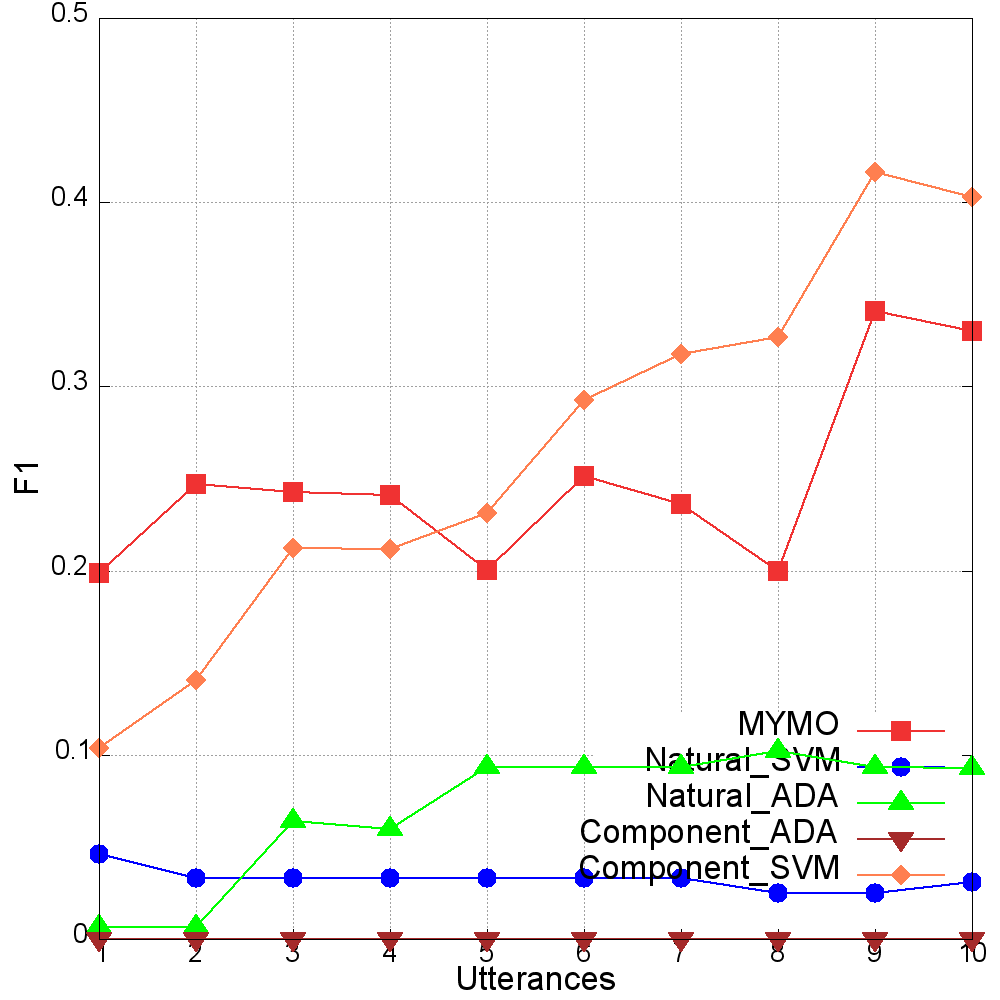 0.5
0.4
0.3
0.2
0.1
0
F1
MYMO
Natural_SVM
Natural_ADA
Component_ADA
Component_SVM
1 2 3 4 5 6 7 8 9 10
Utterances